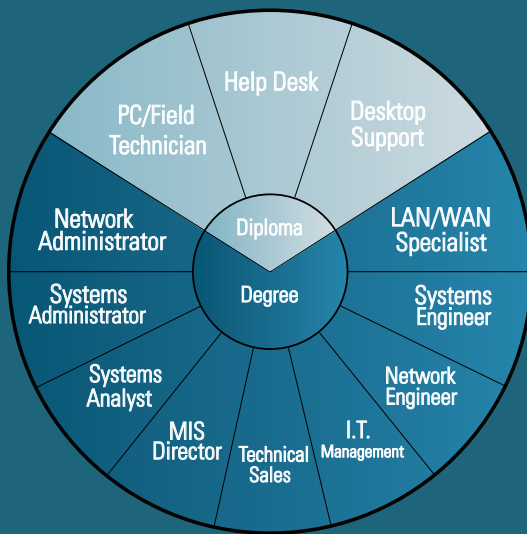 Help Desk
PC/Field
Technician
Desktop
Support
Network
Administrator
Diploma
LAN/WAN
Specialist
Systems
Administrator
Degree
Systems
Engineer
Systems
Analyst
Network
Engineer
MIS
Director
Technical
Sales
I.T.
Management